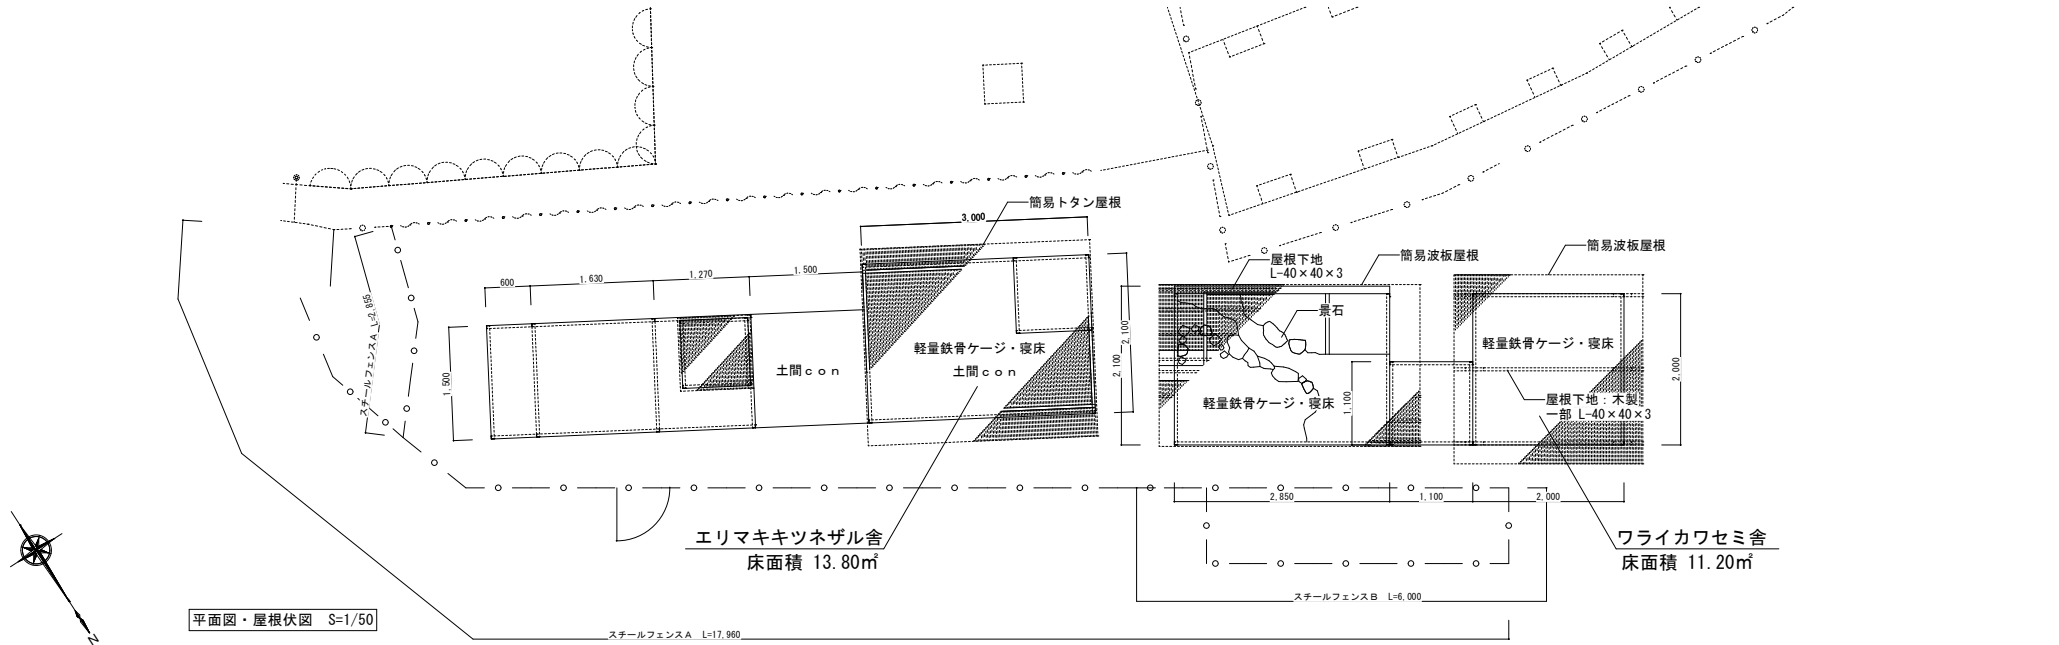 簡易トタン屋根
3,000
簡易波板屋根
簡易波板屋根
屋根下地
L-40×40×3
600
1,630
1,270
1,500
スチールフェンスA L=2,855
景石
軽量鉄骨ケージ・寝床
土間con
土間con
2,100
2,100
2,100
1,500
軽量鉄骨ケージ・寝床
2,000
軽量鉄骨ケージ・寝床
1,100
屋根下地：木製
一部 L-40×40×3
2,850
1,100
2,000
エリマキキツネザル舎
床面積 13.80㎡
ワライカワセミ舎
床面積 11.20㎡
スチールフェンスB L=6,000
平面図・屋根伏図 S=1/50
スチールフェンスA L=17,960
N